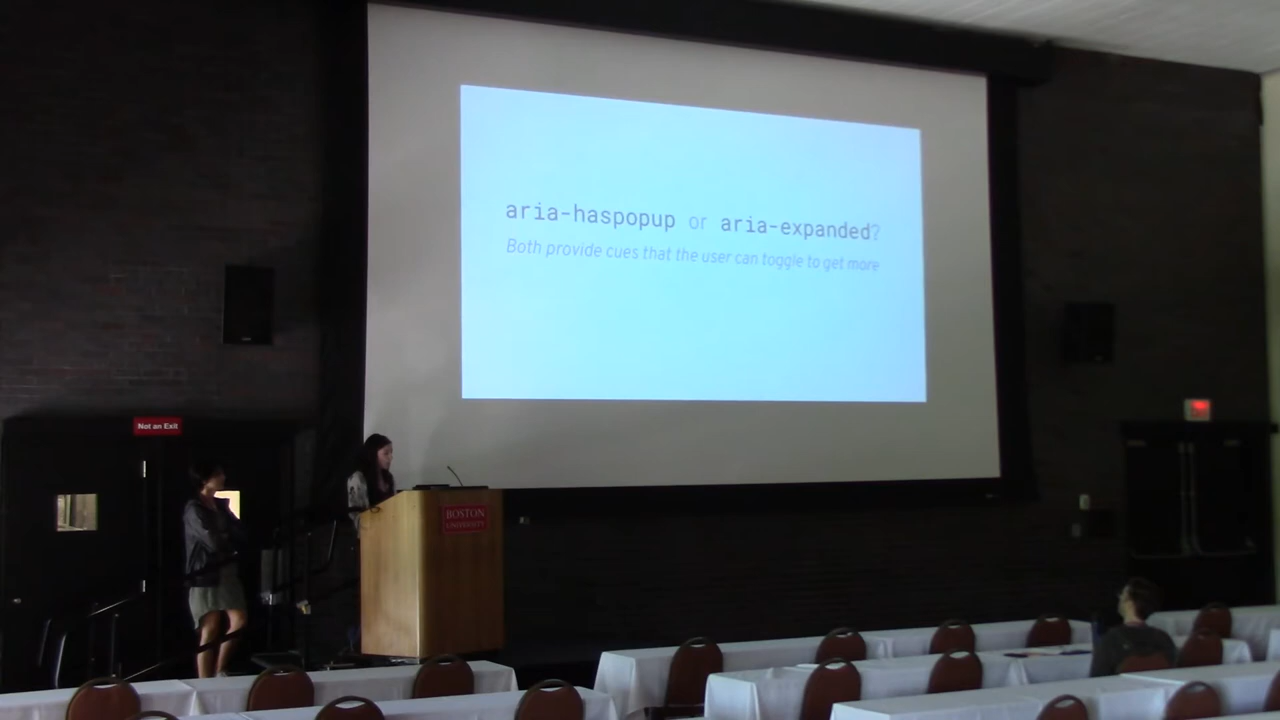 aria-haspopup or aria-expanded?
Both provide cues that the user can toggle to get more
Not an Exit
BOSTON
UNIVERSITY